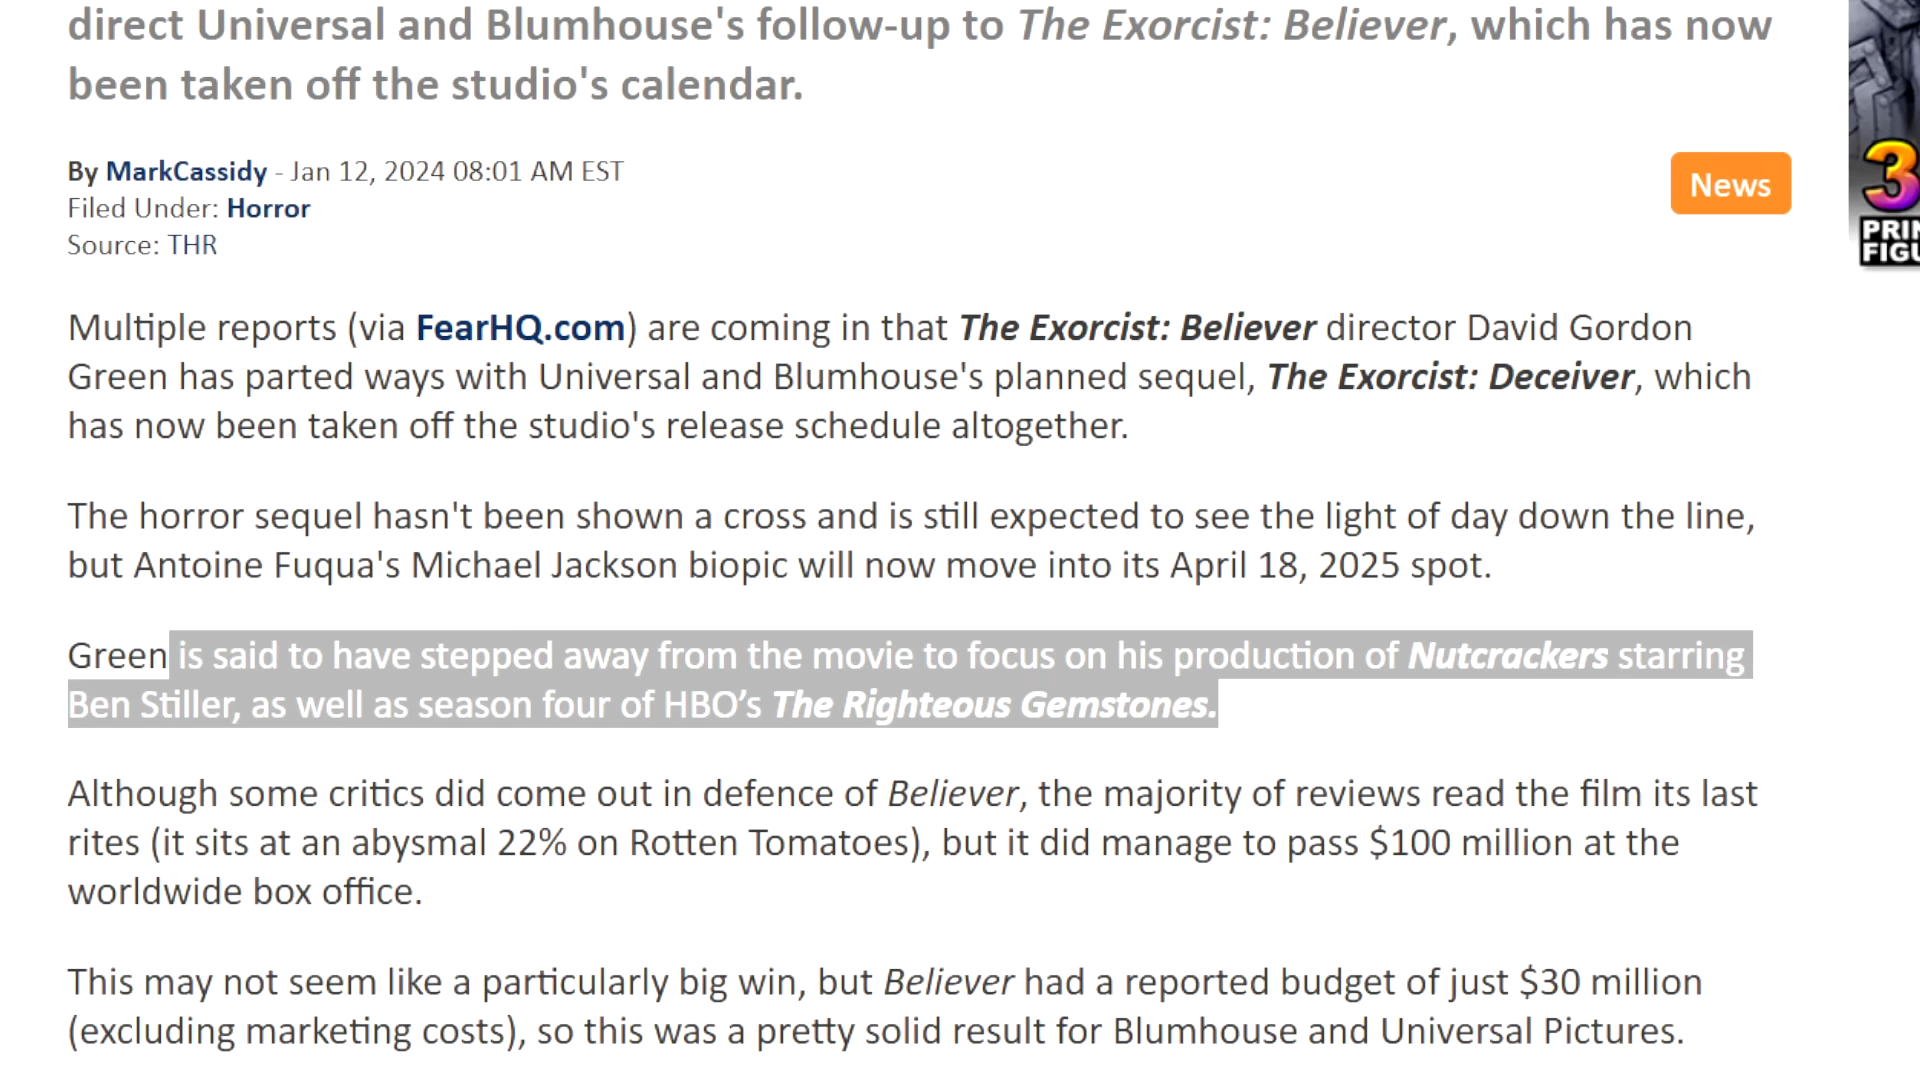 direct Universal and Blumhouse's follow-up to The Exorcist: Believer, which has now
been taken off the studio's calendar.
By MarkCassidy - Jan 12, 2024 08:01 AM EST
Filed Under: Horror
Source: THR
News
3
PRIN
FIGU
Multiple reports (via FearHQ.com) are coming in that The Exorcist: Believer director David Gordon
Green has parted ways with Universal and Blumhouse's planned sequel, The Exorcist: Deceiver, which
has now been taken off the studio's release schedule altogether.
The horror sequel hasn't been shown a cross and is still expected to see the light of day down the line,
but Antoine Fuqua's Michael Jackson biopic will now move into its April 18, 2025 spot.
Green is said to have stepped away from the movie to focus on his production of Nutcrackers starring
Ben Stiller, as well as season four of HBO’s The Righteous Gemstones.
Although some critics did come out in defence of Believer, the majority of reviews read the film its last
rites (it sits at an abysmal 22% on Rotten Tomatoes), but it did manage to pass $100 million at the
worldwide box office.
This may not seem like a particularly big win, but Believer had a reported budget of just $30 million
(excluding marketing costs), so this was a pretty solid result for Blumhouse and Universal Pictures.